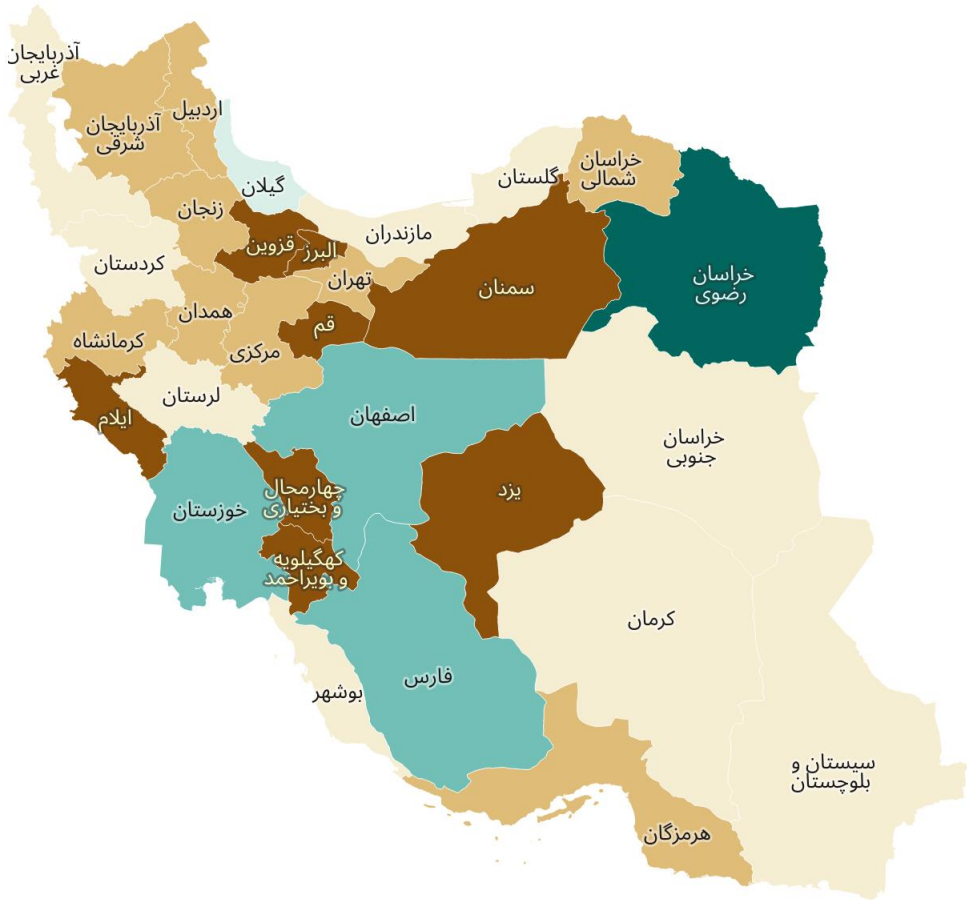 آذربایجان
غربی
اردبیل
آذربایجان
شرقی
گیلان
زنجان
قزوین
البرز
مازندران
گلستان
خراسان
شمالی
خراسان
رضوی
کردستان
تهران
سمنان
همدان
قم
کرمانشاه
مرکزی
لرستان
ایلام
اصفهان
خراسان
جنوبی
یزد
چهارمحال
و بختیاری
خوزستان
کهگیلویه
و بویراحمد
کرمان
فارس
بوشهر
سیستان و
بلوچستان
هرمزگان